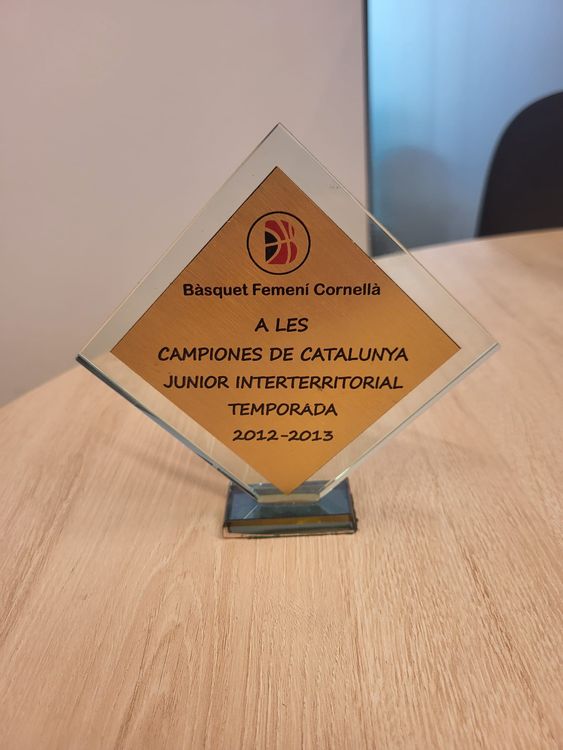 Bàsquet Femení Cornellà
A LES
CAMPIONES DE CATALUNYA
JUNIOR INTERTERRITORIAL
TEMPORADA
2012-2013